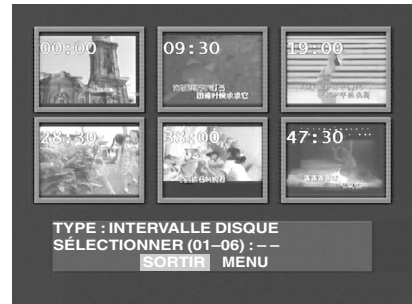 00:00 09:30 19:00
28:30 38:00 47:30
TYPE : INTERVALLE DISQUE
SÉLECTIONNER (01–06) :– –
SORTIR MENU